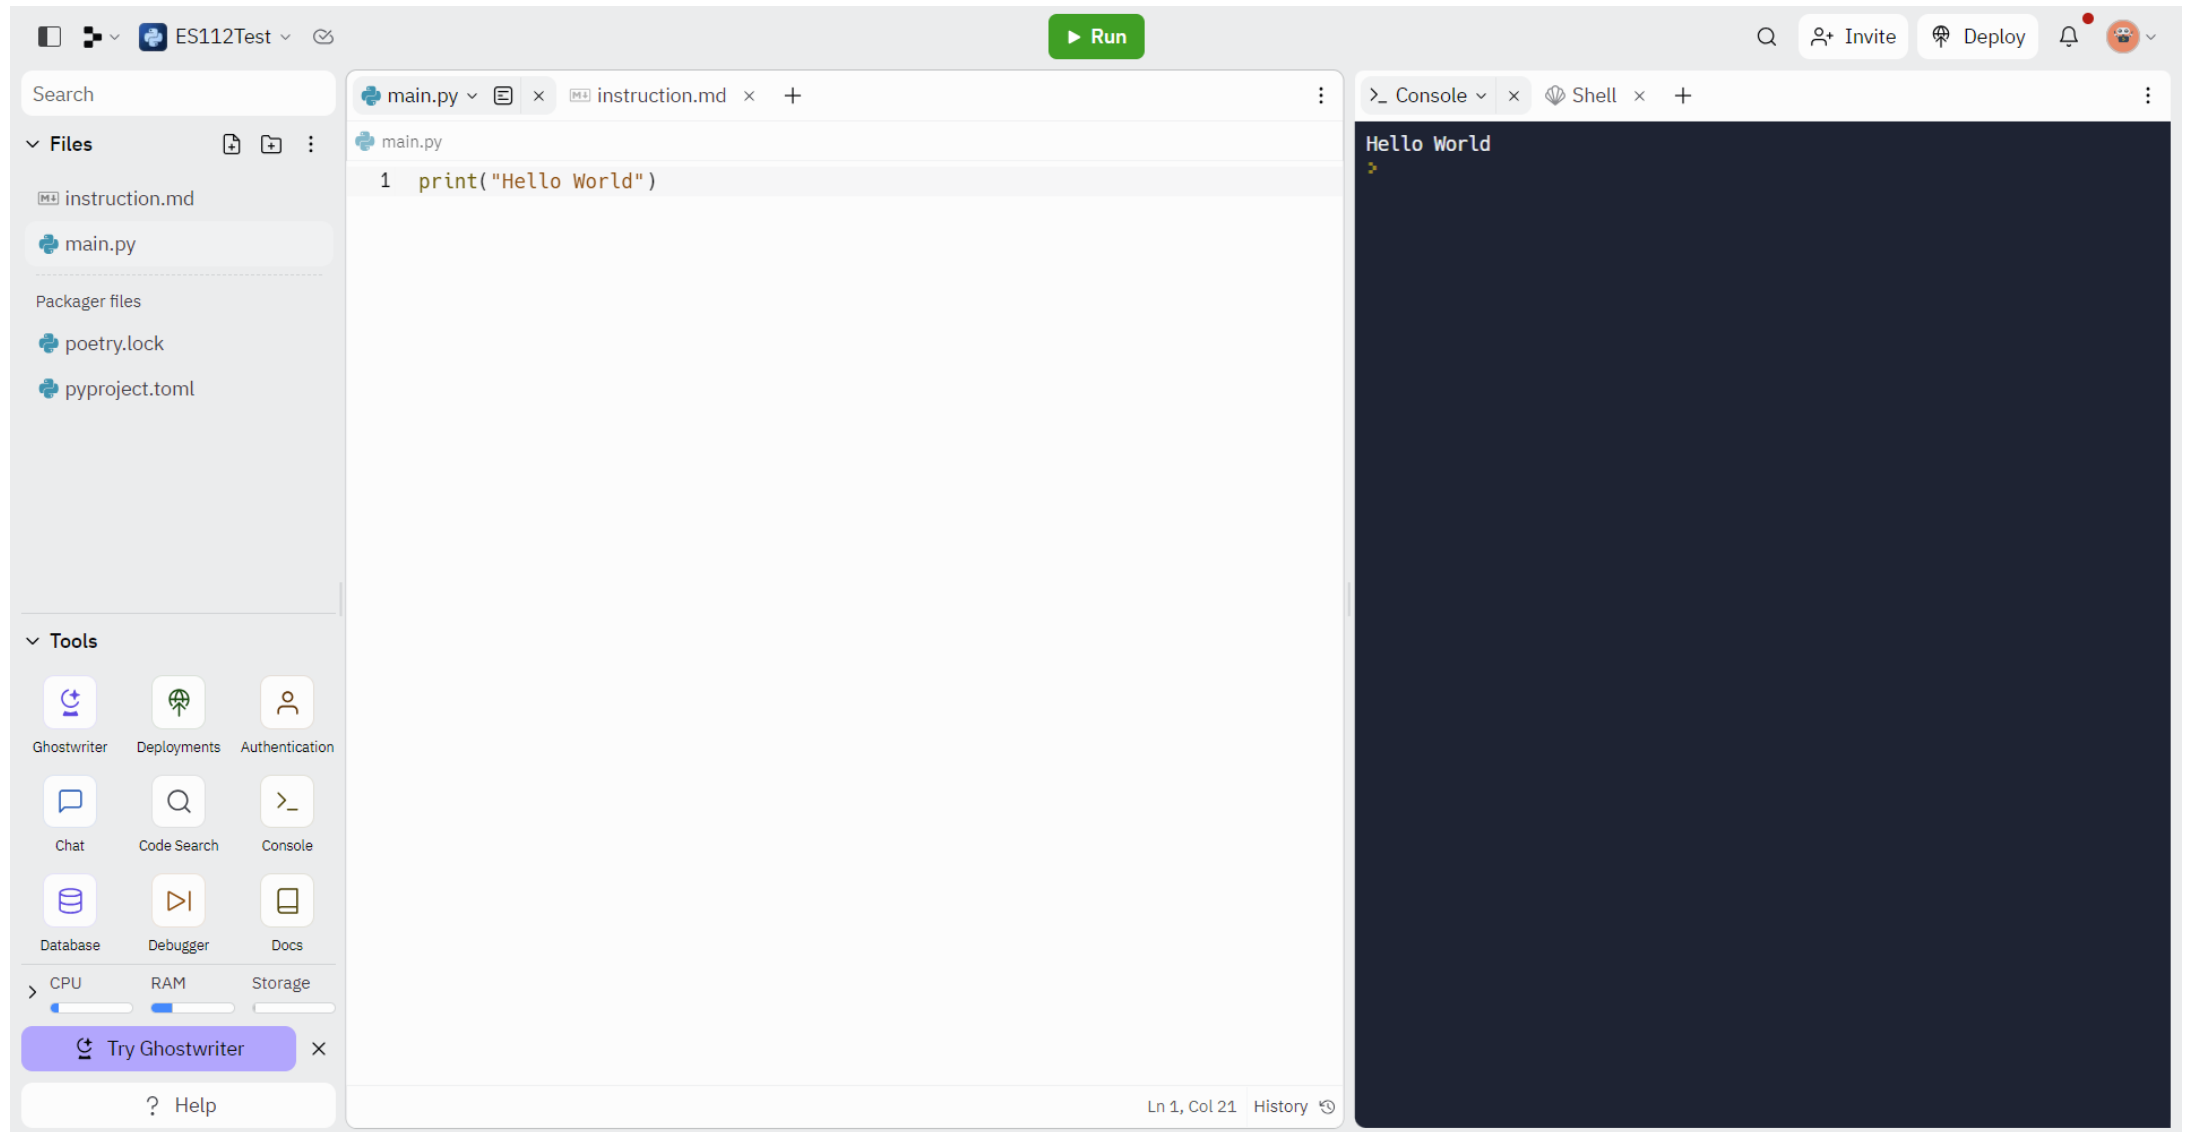 ES112Test
Run
Invite
Deploy
Search
Files
instruction.md
main.py
Packager files
poetry.lock
pyproject.toml
Tools
Ghostwriter Deployments Authentication
Chat Code Search Console
Database Debugger Docs
CPU RAM Storage
Try Ghostwriter
? Help
main.py instruction.md
main.py
1 print("Hello World")
Ln 1, Col 21 History
>_ Console Shell
Hello World
>